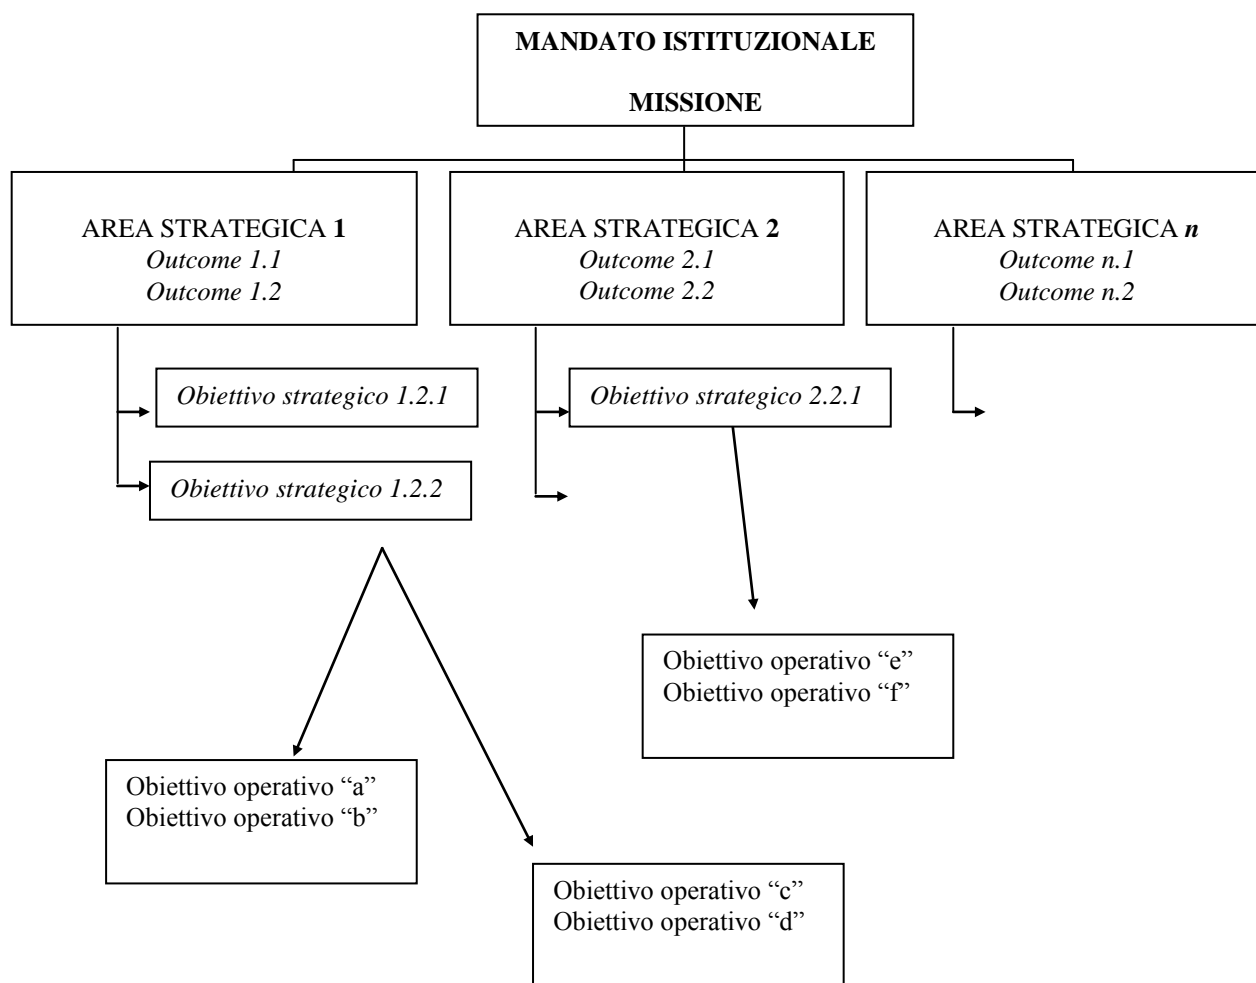 MANDATO ISTITUZIONALE
MISSIONE
AREA STRATEGICA 1
Outcome 1.1
Outcome 1.2
AREA STRATEGICA 2
Outcome 2.1
Outcome 2.2
AREA STRATEGICA n
Outcome n.1
Outcome n.2
Obiettivo strategico 1.2.1
Obiettivo strategico 2.2.1
Obiettivo strategico 1.2.2
Obiettivo operativo “e”
Obiettivo operativo “f”
Obiettivo operativo “a”
Obiettivo operativo “b”
Obiettivo operativo “c”
Obiettivo operativo “d”